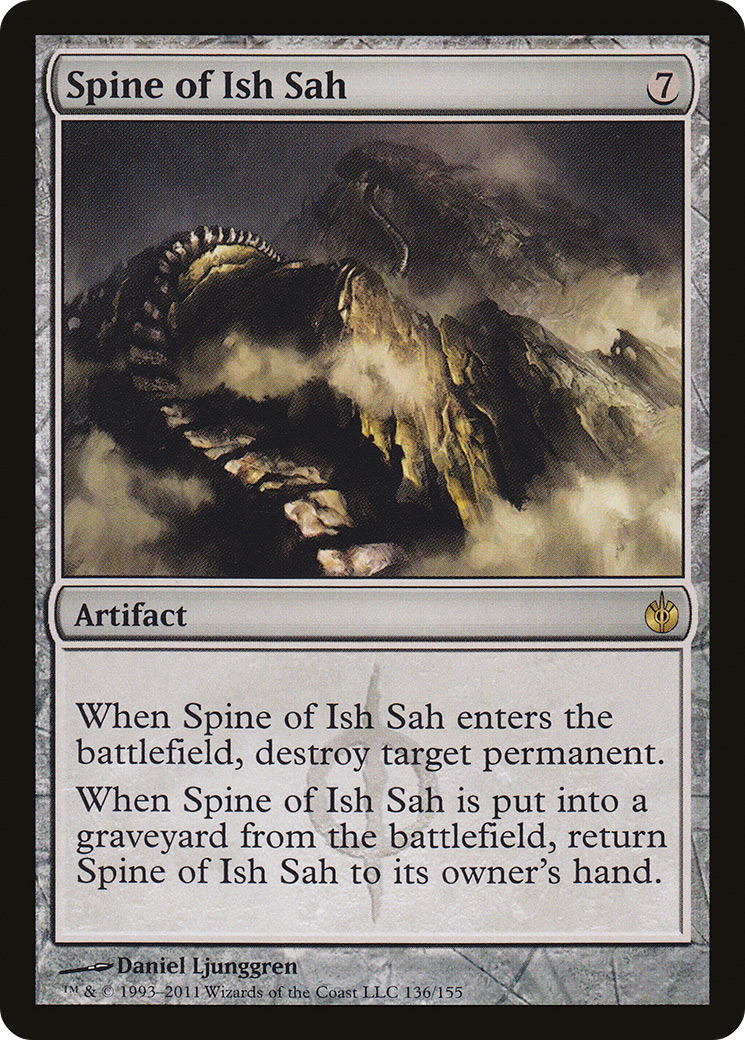 Spine of Ish Sah 7
Artifact
When Spine of Ish Sah enters the
battlefield, destroy target permanent.
When Spine of Ish Sah is put into a
graveyard from the battlefield, return
Spine of Ish Sah to its owner's hand.
Daniel Ljunggren
™ & © 1993–2011 Wizards of the Coast LLC 136/155